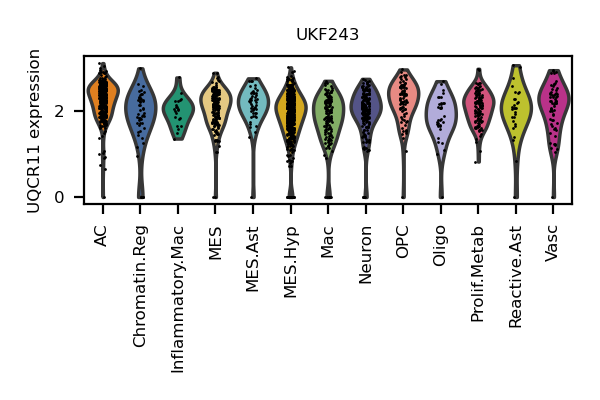 UKF243
UQCR11 expression
2
0
AC
Chromatin.Reg
Inflammatory.Mac
MES
MES.Ast
MES.Hyp
Mac
Neuron
OPC
Oligo
Prolif.Metab
Reactive.Ast
Vasc